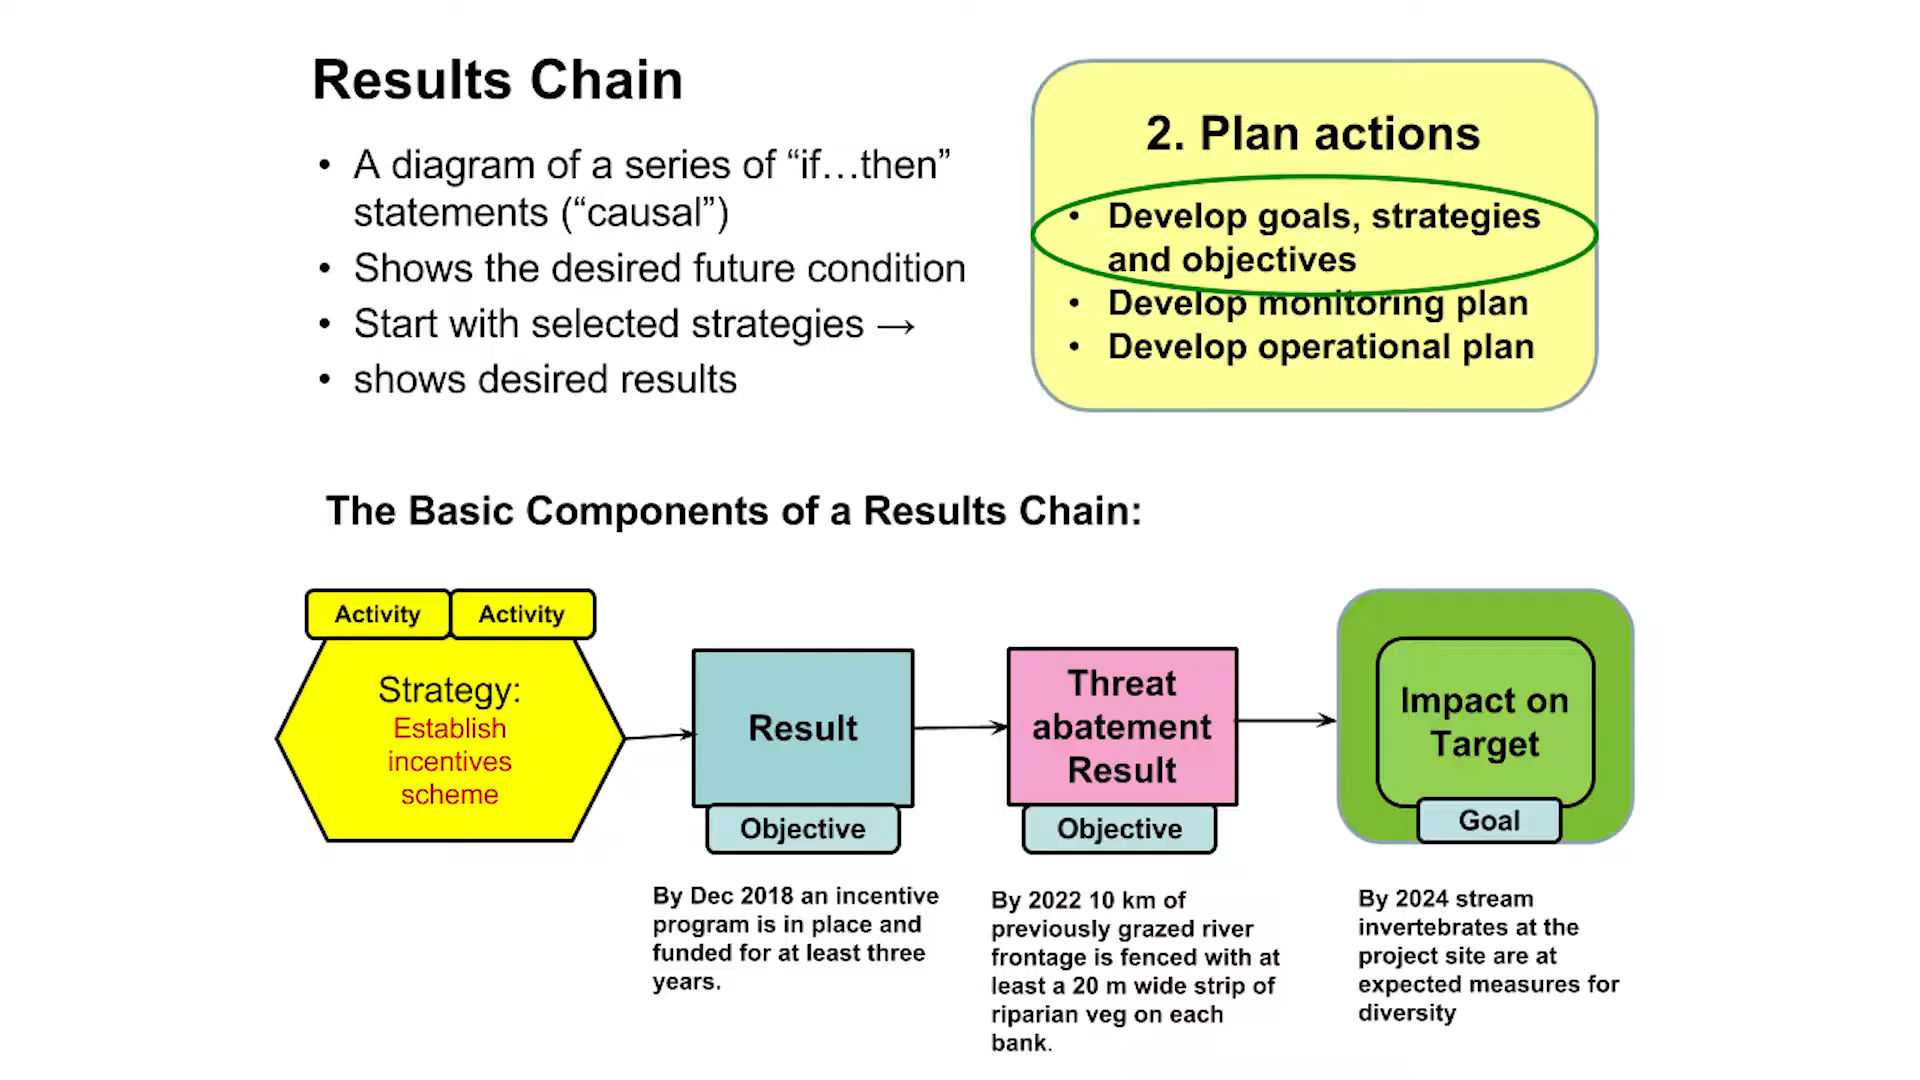 Results Chain
• A diagram of a series of “if…then”
statements (“causal”)
• Shows the desired future condition
• Start with selected strategies →
• shows desired results
2. Plan actions
• Develop goals, strategies
and objectives
• Develop monitoring plan
• Develop operational plan
The Basic Components of a Results Chain:
Activity
Activity
Strategy:
Establish
incentives
scheme
Result
Objective
Threat
abatement
Result
Objective
Impact on
Target
Goal
By Dec 2018 an incentive
program is in place and
funded for at least three
years.
By 2022 10 km of
previously grazed river
frontage is fenced with at
least a 20 m wide strip of
riparian veg on each
bank.
By 2024 stream
invertebrates at the
project site are at
expected measures for
diversity